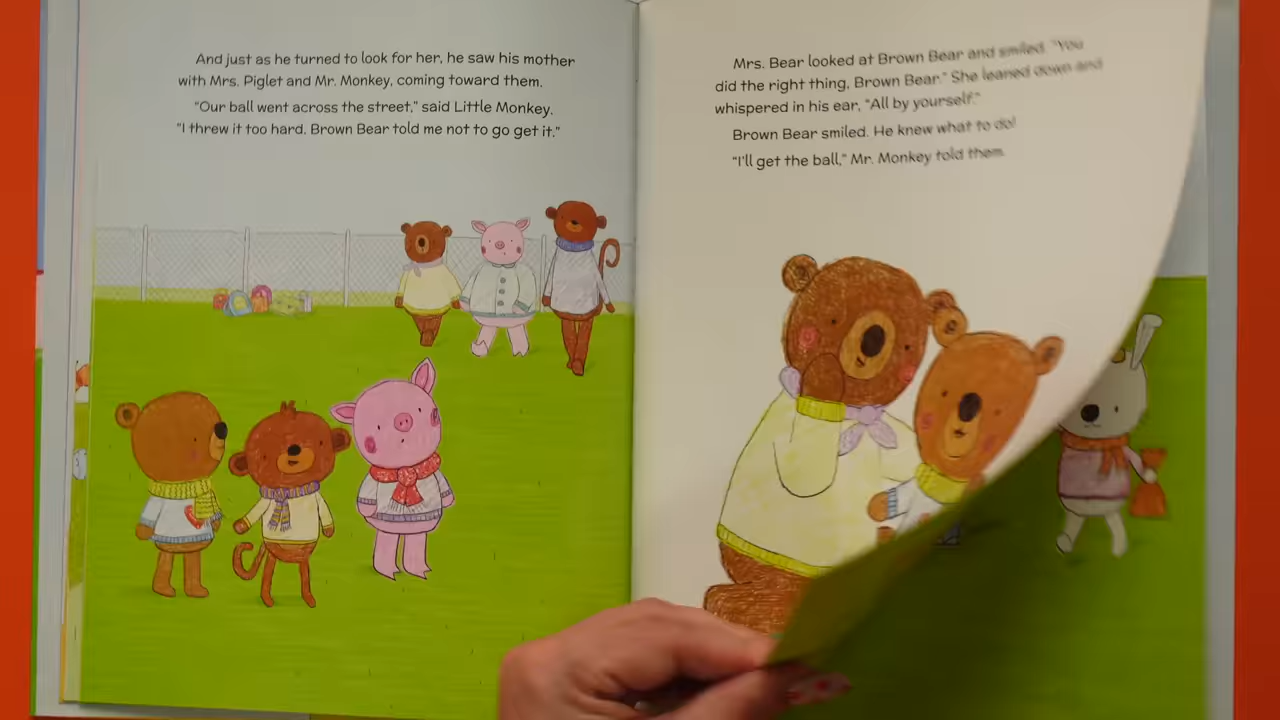 And just as he turned to look for her, he saw his mother
with Mrs. Piglet and Mr. Monkey, coming toward them.
"Our ball went across the street," said Little Monkey.
"I threw it too hard. Brown Bear told me not to go get it."
Mrs. Bear looked at Brown Bear and smiled. "You
did the right thing, Brown Bear." She leaned down and
whispered in his ear, "All by yourself."
Brown Bear smiled. He knew what to do!
"I'll get the ball," Mr. Monkey told them.